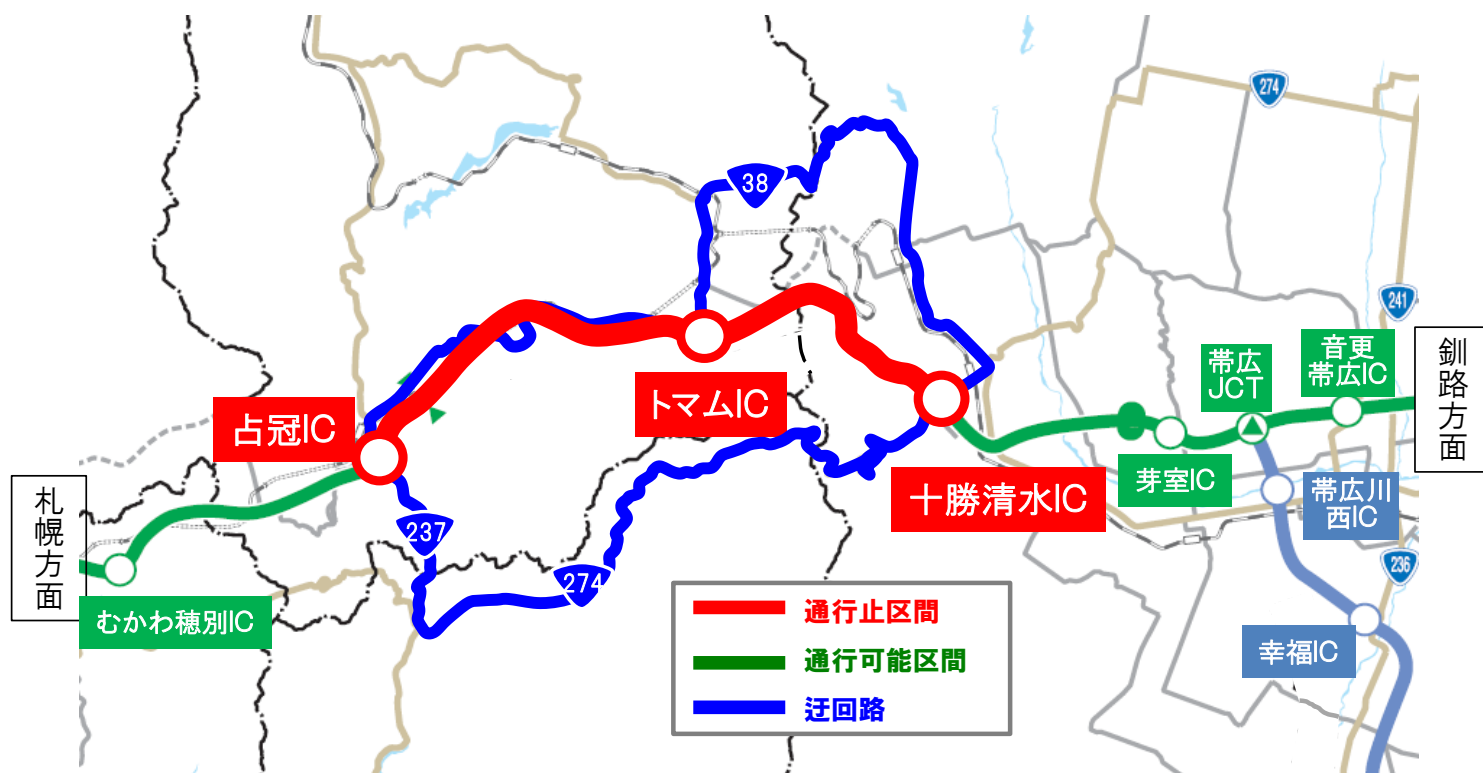 274
38
241
釧路方面
音更
帯広IC
帯広
JCT
トマムIC
占冠IC
芽室IC
十勝清水IC
帯広川
西IC
札幌方面
237
236
274
むかわ穂別IC
幸福IC
通行止区間
通行可能区間
迂回路